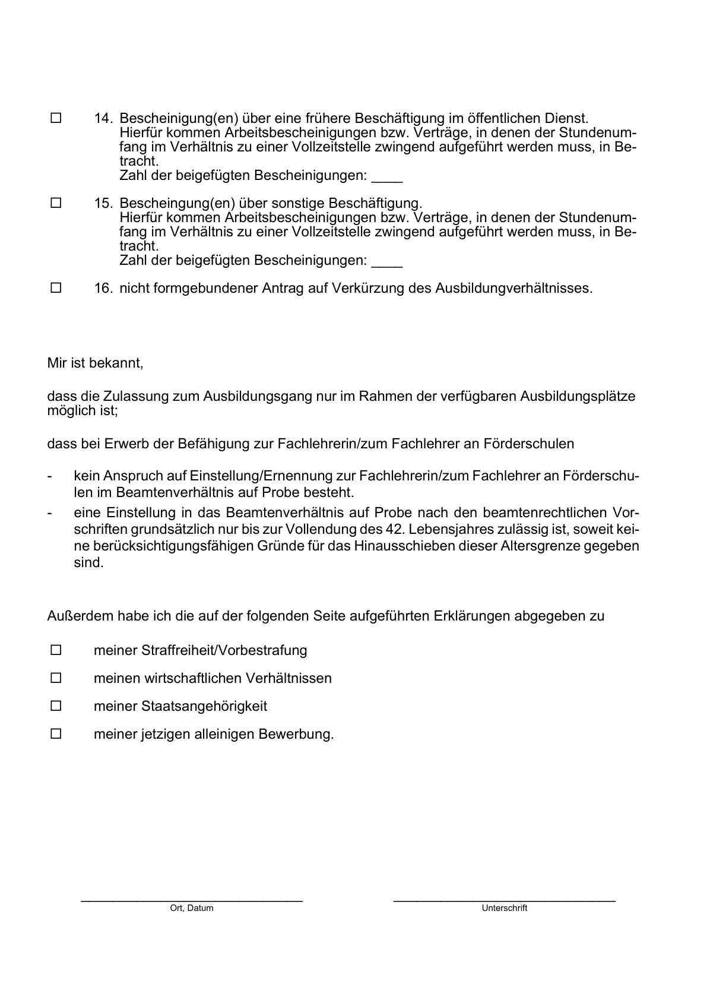 ☐ 14. Bescheinigung(en) über eine frühere Beschäftigung im öffentlichen Dienst.
Hierfür kommen Arbeitsbescheinigungen bzw. Verträge, in denen der Stundenum-
fang im Verhältnis zu einer Vollzeitstelle zwingend aufgeführt werden muss, in Be-
tracht.
Zahl der beigefügten Bescheinigungen: ____
☐ 15. Bescheingung(en) über sonstige Beschäftigung.
Hierfür kommen Arbeitsbescheinigungen bzw. Verträge, in denen der Stundenum-
fang im Verhältnis zu einer Vollzeitstelle zwingend aufgeführt werden muss, in Be-
tracht.
Zahl der beigefügten Bescheinigungen: ____
☐ 16. nicht formgebundener Antrag auf Verkürzung des Ausbildungverhältnisses.
Mir ist bekannt,
dass die Zulassung zum Ausbildungsgang nur im Rahmen der verfügbaren Ausbildungsplätze
möglich ist;
dass bei Erwerb der Befähigung zur Fachlehrerin/zum Fachlehrer an Förderschulen
- kein Anspruch auf Einstellung/Ernennung zur Fachlehrerin/zum Fachlehrer an Förderschu-
len im Beamtenverhältnis auf Probe besteht.
- eine Einstellung in das Beamtenverhältnis auf Probe nach den beamtenrechtlichen Vor-
schriften grundsätzlich nur bis zur Vollendung des 42. Lebensjahres zulässig ist, soweit kei-
ne berücksichtigungsfähigen Gründe für das Hinausschieben dieser Altersgrenze gegeben
sind.
Außerdem habe ich die auf der folgenden Seite aufgeführten Erklärungen abgegeben zu
☐ meiner Straffreiheit/Vorbestrafung
☐ meinen wirtschaftlichen Verhältnissen
☐ meiner Staatsangehörigkeit
☐ meiner jetzigen alleinigen Bewerbung.
Ort, Datum
Unterschrift